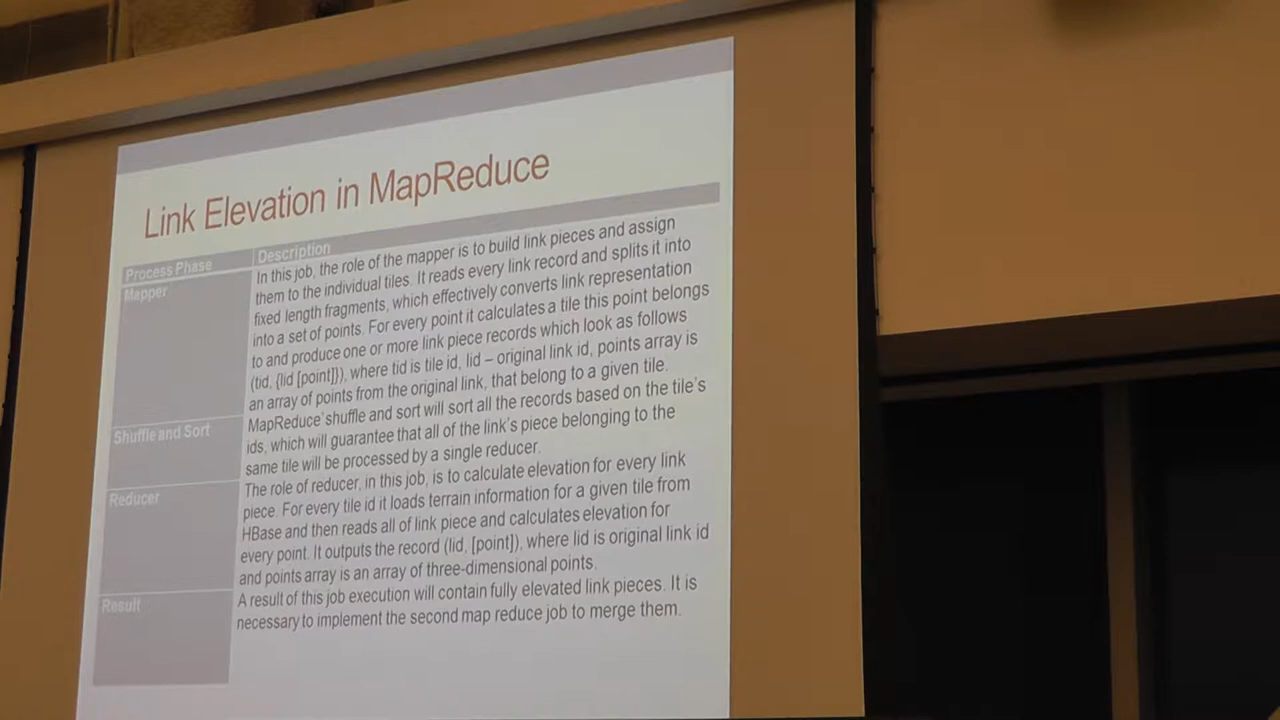 Link Elevation in MapReduce
Process Phase Description
Mapper
In this job, the role of the mapper is to build link pieces and assign
them to the individual tiles. It reads every link record and splits it into
fixed length fragments, which effectively converts link representation
into a set of points. For every point it calculates a tile this point belongs
to and produce one or more link piece records which look as follows
(tid, {lid [point]}), where tid is tile id, lid – original link id, points array is
an array of points from the original link, that belong to a given tile.
Shuffle and Sort
MapReduce'shuffle and sort will sort all the records based on the tile's
ids, which will guarantee that all of the link's piece belonging to the
same tile will be processed by a single reducer.
Reducer
The role of reducer, in this job, is to calculate elevation for every link
piece. For every tile id it loads terrain information for a given tile from
HBase and then reads all of link piece and calculates elevation for
every point. It outputs the record (lid, [point]), where lid is original link id
and points array is an array of three-dimensional points.
Result
A result of this job execution will contain fully elevated link pieces. It is
necessary to implement the second map reduce job to merge them.